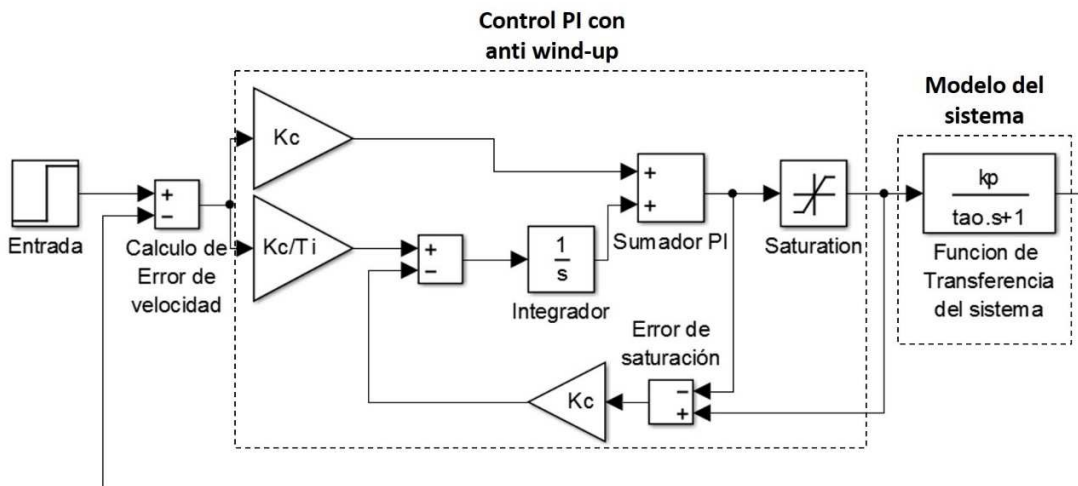 Control PI con
anti wind-up
Modelo del
sistema
Kc
+
+
kp
tao.s+1
+
−
Entrada
Calculo de
Error de
velocidad
Kc/Ti
+
−
1
s
Integrador
Sumador PI
Saturation
Funcion de
Transferencia
del sistema
Error de
saturación
Kc
−
+